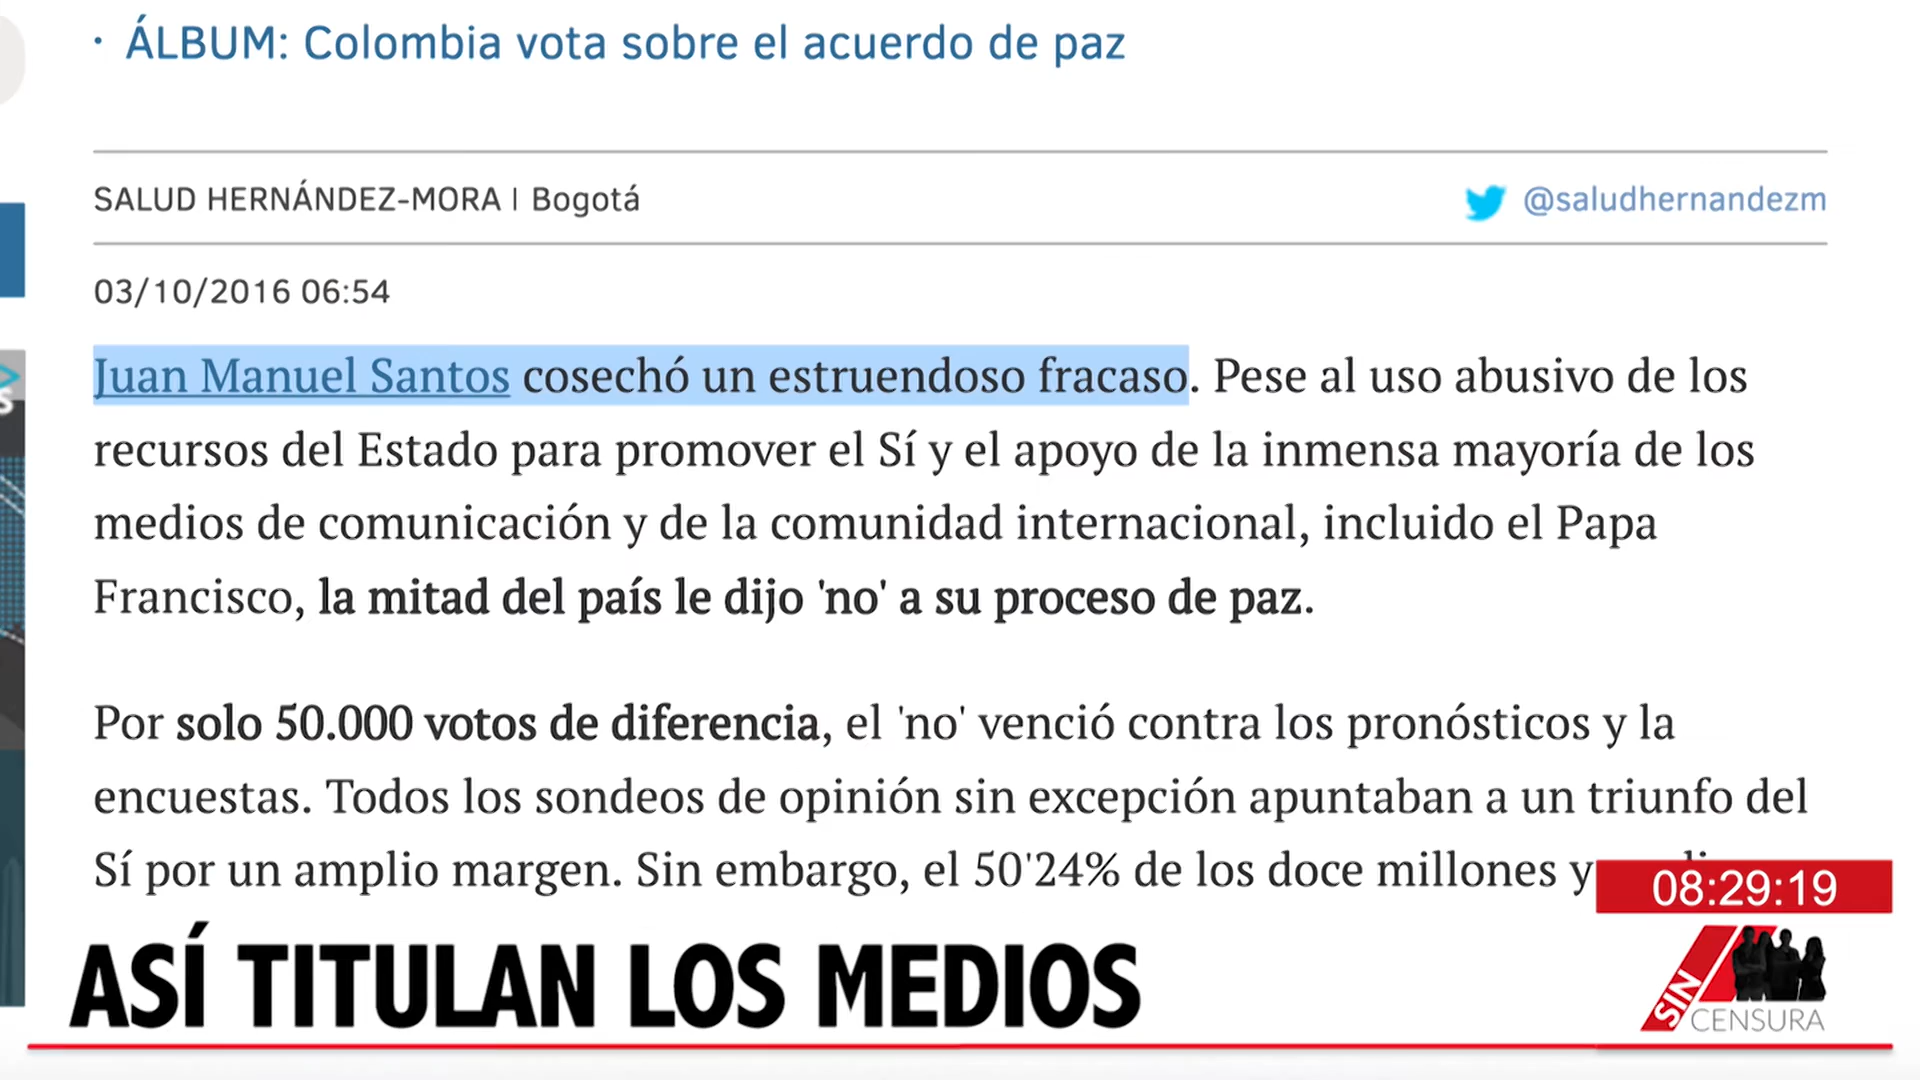 · ÁLBUM: Colombia vota sobre el acuerdo de paz
SALUD HERNÁNDEZ-MORA | Bogotá
@saludhernandezm
03/10/2016 06:54
Juan Manuel Santos cosechó un estruendoso fracaso. Pese al uso abusivo de los
recursos del Estado para promover el Sí y el apoyo de la inmensa mayoría de los
medios de comunicación y de la comunidad internacional, incluido el Papa
Francisco, la mitad del país le dijo 'no' a su proceso de paz.
Por solo 50.000 votos de diferencia, el 'no' venció contra los pronósticos y la
encuestas. Todos los sondeos de opinión sin excepción apuntaban a un triunfo del
Sí por un amplio margen. Sin embargo, el 50'24% de los doce millones y
08:29:19
ASÍ TITULAN LOS MEDIOS
SIN
CENSURA